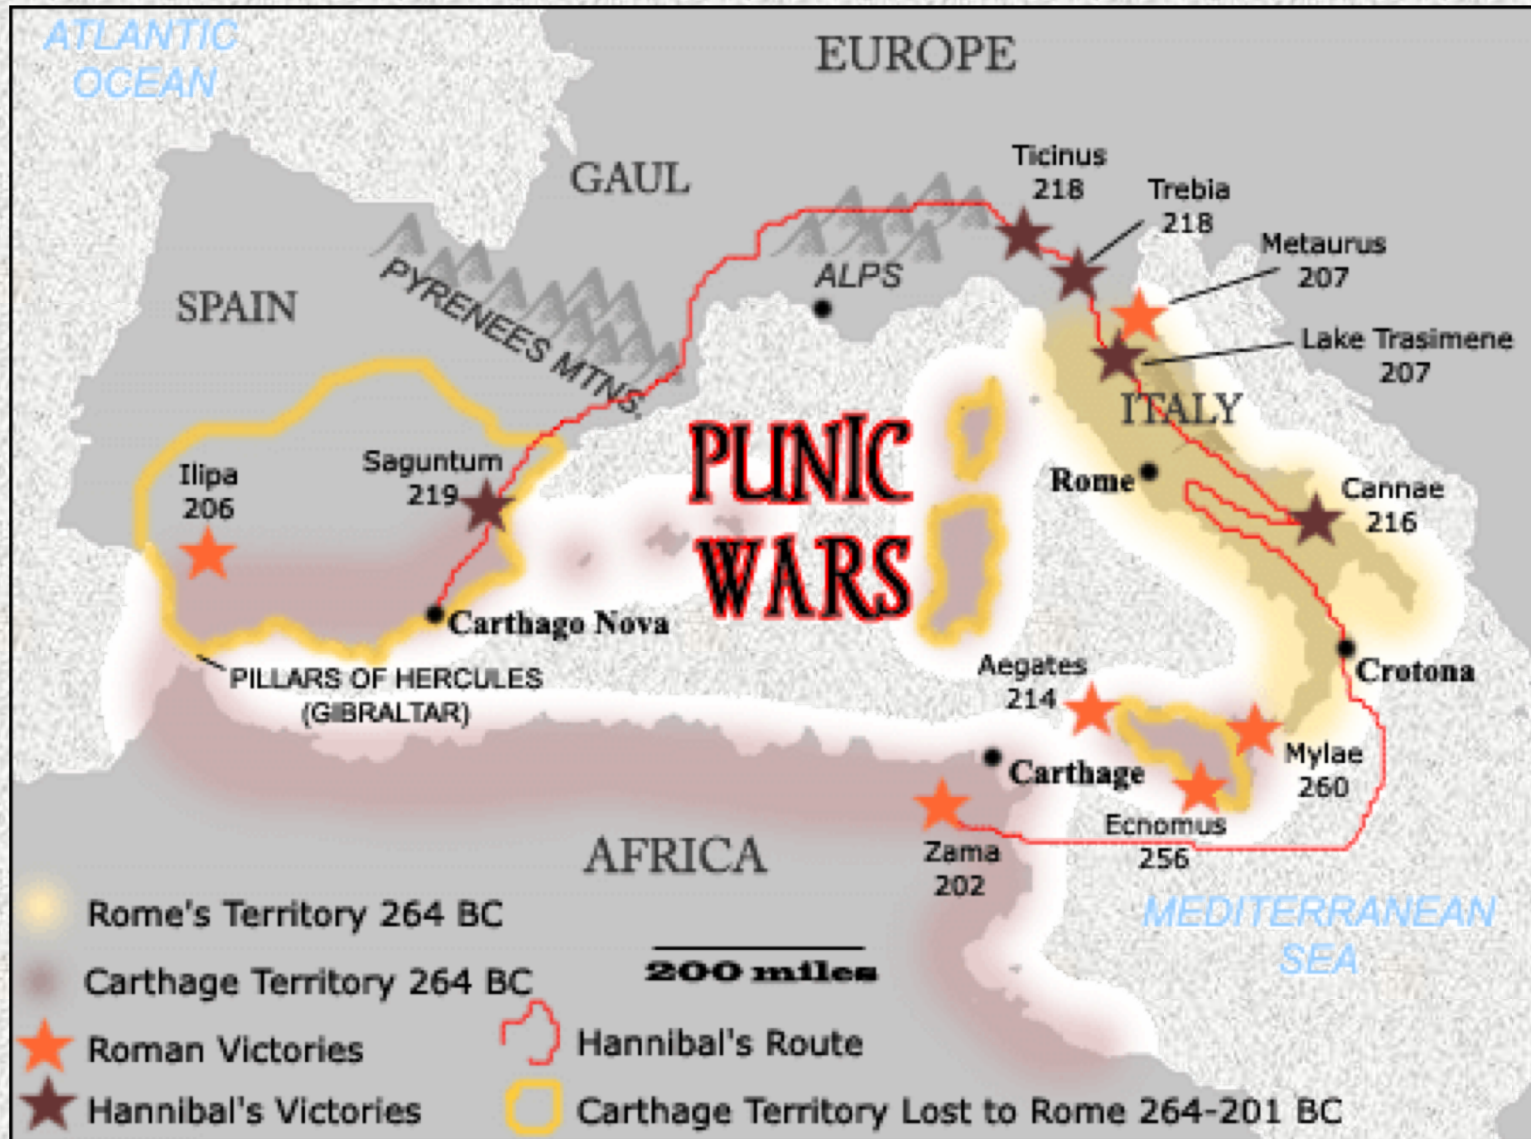 ATLANTIC
OCEAN
EUROPE
GAUL
Ticinus
218
Trebia
218
Metaurus
207
ALPS
PYRENEES MTNS.
SPAIN
Lake Trasimene
207
ITALY
PUNIC
WARS
Ilipa
206
Saguntum
219
Rome
Cannae
216
Carthago Nova
PILLARS OF HERCULES
(GIBRALTAR)
Aegates
214
Crotona
Carthage
Mylae
260
Ecnomus
256
Zama
202
AFRICA
MEDITERRANEAN
SEA
Rome's Territory 264 BC
Carthage Territory 264 BC
200 miles
Roman Victories
Hannibal's Route
Hannibal's Victories
Carthage Territory Lost to Rome 264-201 BC